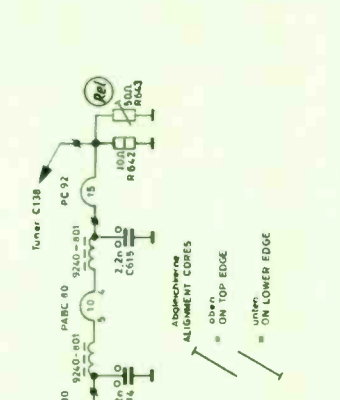 Rel
50Ω
R643
10Ω
R642
Tuner C138
PC 92
15
9240-801
2,2n
C615
PABC 80
10
4
5
9240-801
Abgleichkerne
ALIGNMENT CORES
oben
ON TOP EDGE
unten
ON LOWER EDGE